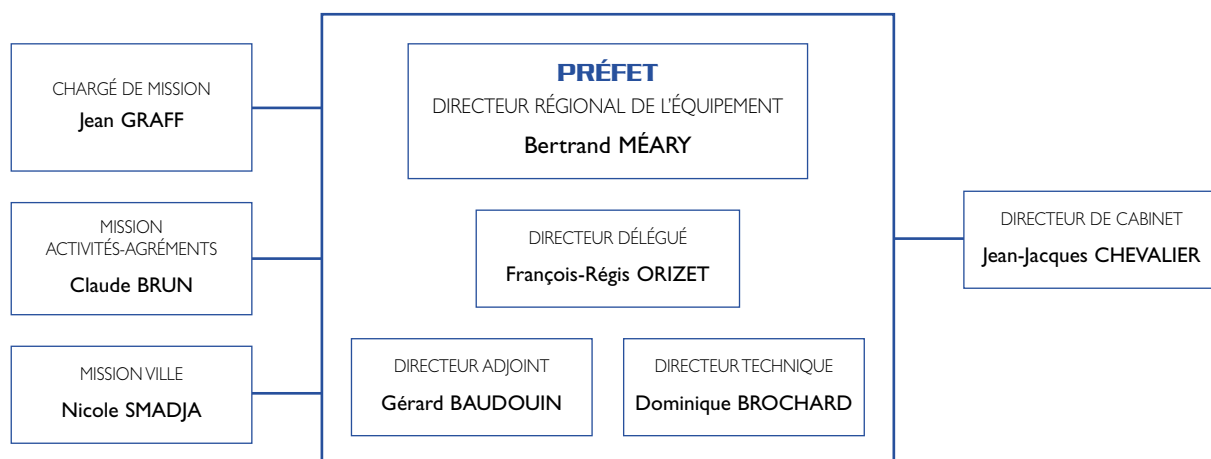 CHARGÉ DE MISSION
Jean GRAFF
MISSION
ACTIVITÉS-AGRÉMENTS
Claude BRUN
MISSION VILLE
Nicole SMADJA
PRÉFET
DIRECTEUR RÉGIONAL DE L'ÉQUIPEMENT
Bertrand MÉARY
DIRECTEUR DÉLÉGUÉ
François-Régis ORIZET
DIRECTEUR ADJOINT
Gérard BAUDOUIN
DIRECTEUR TECHNIQUE
Dominique BROCHARD
DIRECTEUR DE CABINET
Jean-Jacques CHEVALIER